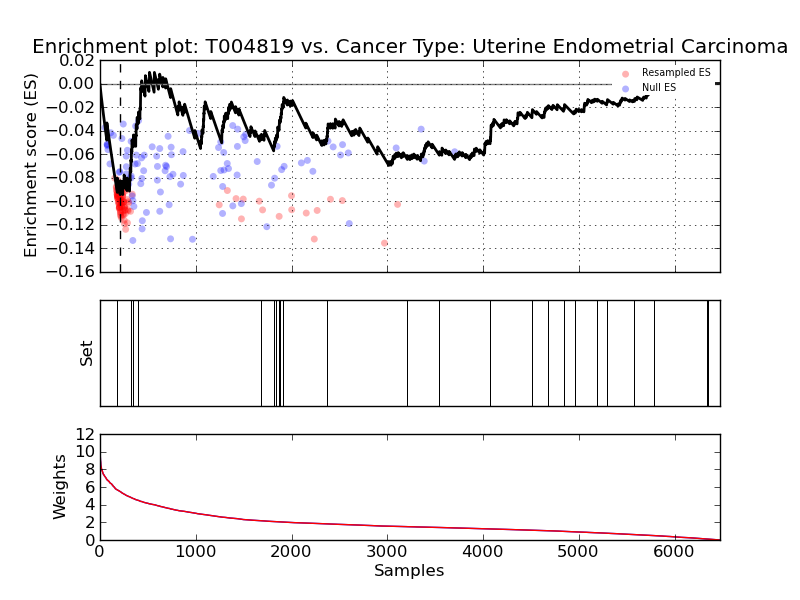 Enrichment plot: T004819 vs. Cancer Type: Uterine Endometrial Carcinoma
0.02
0.00
−0.02
−0.04
−0.06
−0.08
−0.10
−0.12
−0.14
−0.16
Enrichment score (ES)
Resampled ES
Null ES
Set
12
10
8
6
4
2
0
Weights
0 1000 2000 3000 4000 5000 6000
Samples